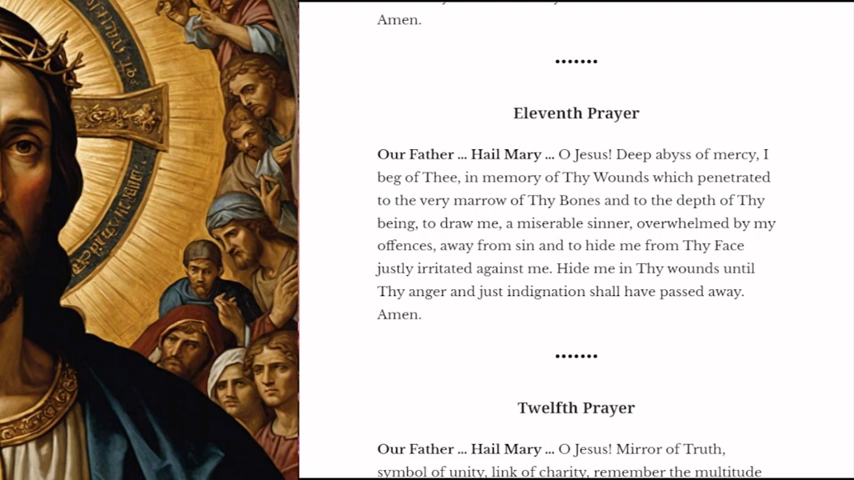 Amen.
•••••••
Eleventh Prayer
Our Father ... Hail Mary ... O Jesus! Deep abyss of mercy, I
beg of Thee, in memory of Thy Wounds which penetrated
to the very marrow of Thy Bones and to the depth of Thy
being, to draw me, a miserable sinner, overwhelmed by my
offences, away from sin and to hide me from Thy Face
justly irritated against me. Hide me in Thy wounds until
Thy anger and just indignation shall have passed away.
Amen.
•••••••
Twelfth Prayer
Our Father ... Hail Mary ... O Jesus! Mirror of Truth,
symbol of unity, link of charity, remember the multitude